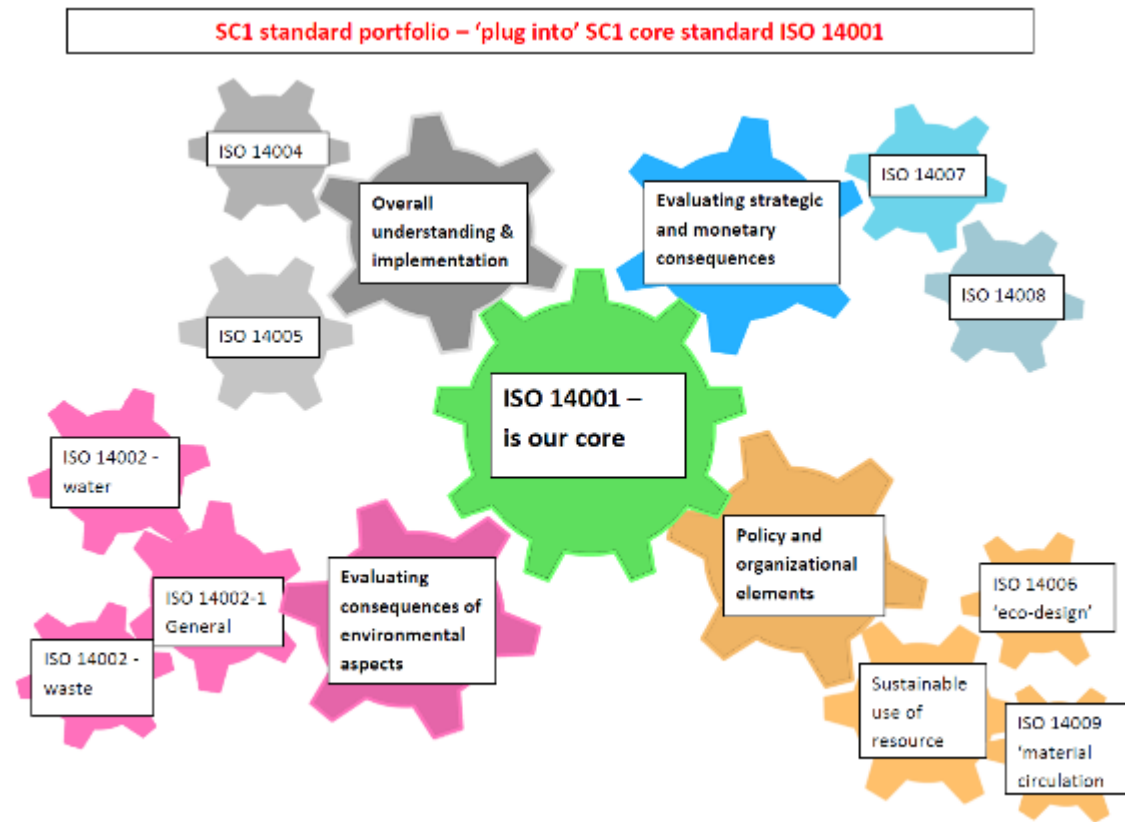 SC1 standard portfolio – ‘plug into’ SC1 core standard ISO 14001
ISO 14004
Overall
understanding &
implementation
ISO 14005
Evaluating strategic
and monetary
consequences
ISO 14007
ISO 14008
ISO 14001 –
is our core
ISO 14002 -
water
ISO 14002-1
General
ISO 14002 -
waste
Evaluating
consequences of
environmental
aspects
Policy and
organizational
elements
Sustainable
use of
resource
ISO 14006
‘eco-design’
ISO 14009
‘material
circulation